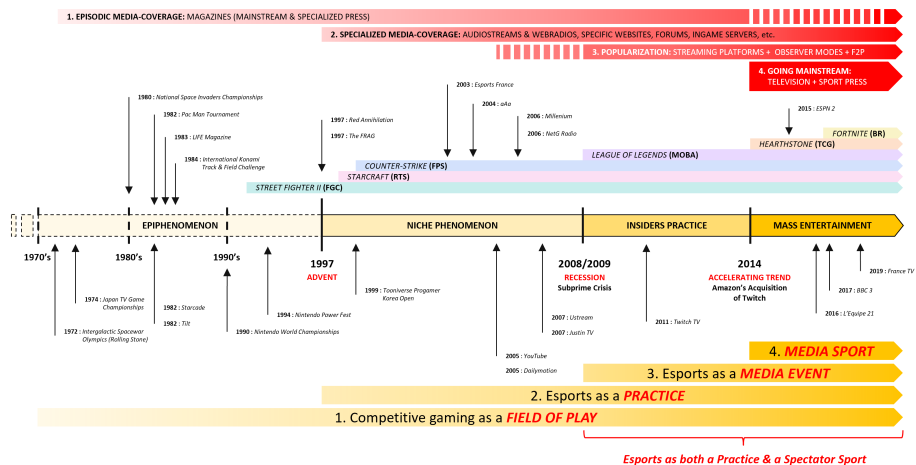 1. EPISODIC MEDIA-COVERAGE: MAGAZINES (MAINSTREAM & SPECIALIZED PRESS)
2. SPECIALIZED MEDIA-COVERAGE: AUDIOSTREAMS & WEBRADIOS, SPECIFIC WEBSITES, FORUMS, INGAME SERVERS, etc.
3. POPULARIZATION: STREAMING PLATFORMS + OBSERVER MODES + F2P
4. GOING MAINSTREAM:
TELEVISION + SPORT PRESS
1980 : National Space Invaders Championships
1982 : Pac Man Tournament
1983 : LIFE Magazine
1984 : International Konami
Track & Field Challenge
1997 : Red Annihilation
1997 : The FRAG
2003 : Esports France
2004 : aAa
2006 : Millenium
2006 : NetG Radio
2015 : ESPN 2
FORTNITE (BR)
HEARTHSTONE (TCG)
LEAGUE OF LEGENDS (MOBA)
COUNTER-STRIKE (FPS)
STARCRAFT (RTS)
STREET FIGHTER II (FGC)
EPIPHENOMENON
NICHE PHENOMENON
INSIDERS PRACTICE
MASS ENTERTAINMENT
1970's
1980's
1990's
1997
ADVENT
2008/2009
RECESSION
Subprime Crisis
2014
ACCELERATING TREND
Amazon's Acquisition
of Twitch
1972 : Intergalactic Spacewar
Olympics (Rolling Stone)
1974 : Japan TV Game
Championships
1982 : Starcade
1982 : Tilt
1990 : Nintendo World Championships
1994 : Nintendo Power Fest
1999 : Tooniverse Progamer
Korea Open
2005 : YouTube
2005 : Dailymotion
2007 : Ustream
2007 : Justin TV
2011 : Twitch TV
2016 : L'Equipe 21
2017 : BBC 3
2019 : France TV
4. MEDIA SPORT
3. Esports as a MEDIA EVENT
2. Esports as a PRACTICE
1. Competitive gaming as a FIELD OF PLAY
Esports as both a Practice & a Spectator Sport